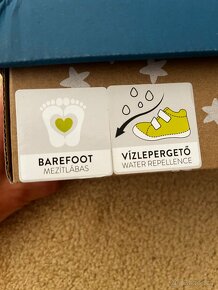 BAREFOOT
MEZÍTLÁBAS
VÍZLEPERGETŐ
WATER REPELLENCE